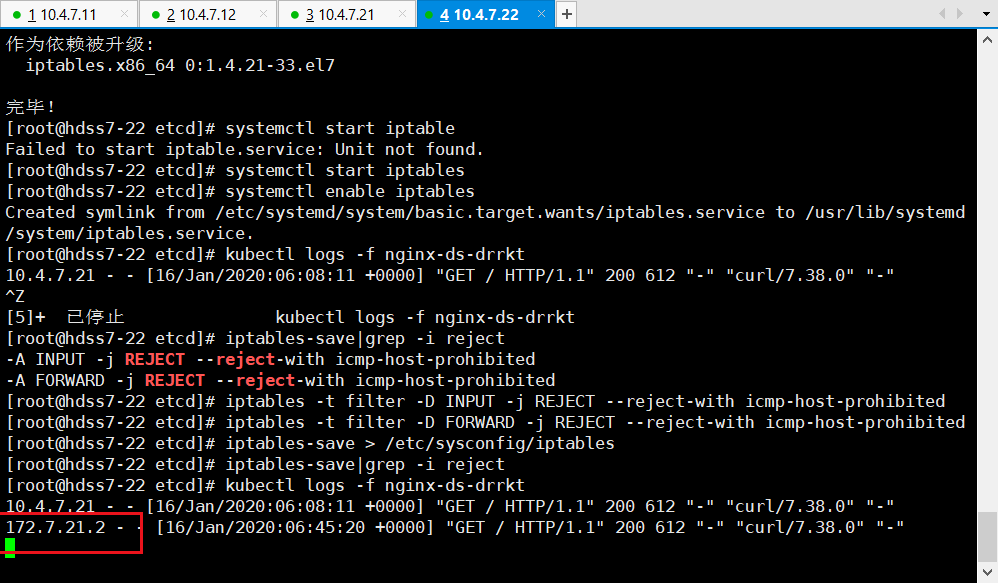 1 10.4.7.11 × 2 10.4.7.12 × 3 10.4.7.21 × 4 10.4.7.22 × +
作为依赖被升级:
  iptables.x86_64 0:1.4.21-33.el7
完毕!
[root@hdss7-22 etcd]# systemctl start iptable
Failed to start iptable.service: Unit not found.
[root@hdss7-22 etcd]# systemctl start iptables
[root@hdss7-22 etcd]# systemctl enable iptables
Created symlink from /etc/systemd/system/basic.target.wants/iptables.service to /usr/lib/systemd
/system/iptables.service.
[root@hdss7-22 etcd]# kubectl logs -f nginx-ds-drrkt
10.4.7.21 - - [16/Jan/2020:06:08:11 +0000] "GET / HTTP/1.1" 200 612 "-" "curl/7.38.0" "-"
^Z
[5]+  已停止               kubectl logs -f nginx-ds-drrkt
[root@hdss7-22 etcd]# iptables-save|grep -i reject
-A INPUT -j REJECT --reject-with icmp-host-prohibited
-A FORWARD -j REJECT --reject-with icmp-host-prohibited
[root@hdss7-22 etcd]# iptables -t filter -D INPUT -j REJECT --reject-with icmp-host-prohibited
[root@hdss7-22 etcd]# iptables -t filter -D FORWARD -j REJECT --reject-with icmp-host-prohibited
[root@hdss7-22 etcd]# iptables-save > /etc/sysconfig/iptables
[root@hdss7-22 etcd]# iptables-save|grep -i reject
[root@hdss7-22 etcd]# kubectl logs -f nginx-ds-drrkt
10.4.7.21 - - [16/Jan/2020:06:08:11 +0000] "GET / HTTP/1.1" 200 612 "-" "curl/7.38.0" "-"
172.7.21.2 - - [16/Jan/2020:06:45:20 +0000] "GET / HTTP/1.1" 200 612 "-" "curl/7.38.0" "-"